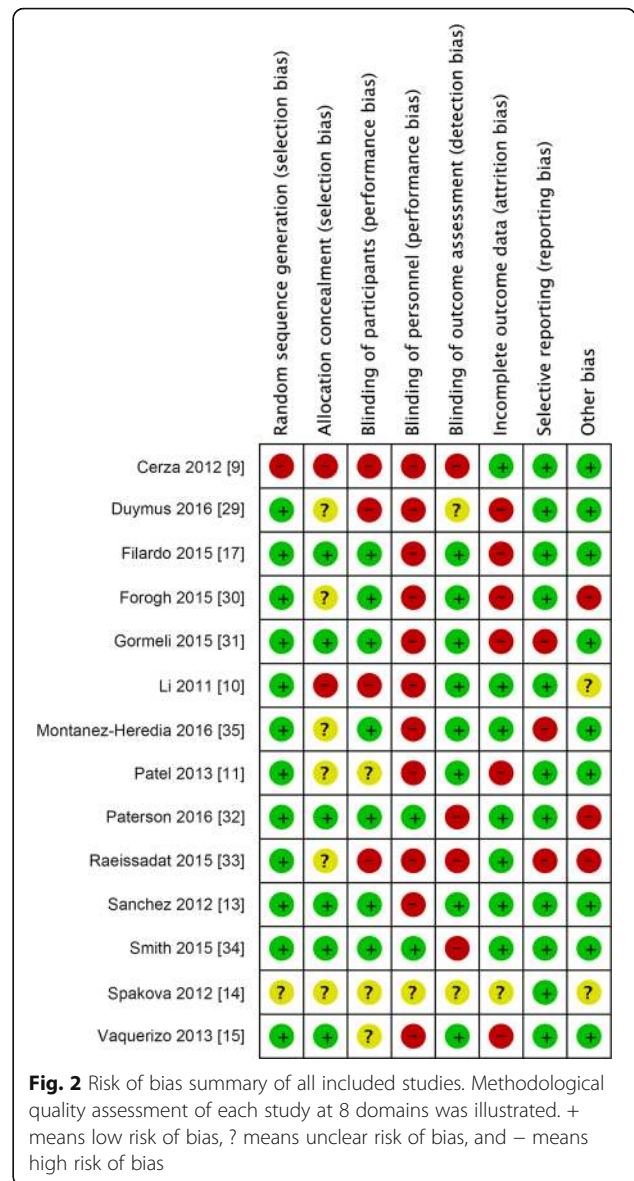 Random sequence generation (selection bias)
Allocation concealment (selection bias)
Blinding of participants (performance bias)
Blinding of personnel (performance bias)
Blinding of outcome assessment (detection bias)
Incomplete outcome data (attrition bias)
Selective reporting (reporting bias)
Other bias
Cerza 2012 [9] - - - - - + + +
Duymus 2016 [29] + ? - - ? - + +
Filardo 2015 [17] + + + - + - + +
Forogh 2015 [30] + ? + - + - + -
Gormeli 2015 [31] + + + - + - - +
Li 2011 [10] + - - - + + + ?
Montanez-Heredia 2016 [35] + ? + - + + - +
Patel 2013 [11] + ? ? - + - + +
Paterson 2016 [32] + + + + - + + -
Raeissadat 2015 [33] + ? - - - + - -
Sanchez 2012 [13] + + + - + + + +
Smith 2015 [34] + + + + - + + +
Spakova 2012 [14] ? ? ? ? ? ? + ?
Vaquerizo 2013 [15] + + ? - + - + +
Fig. 2 Risk of bias summary of all included studies. Methodological
quality assessment of each study at 8 domains was illustrated. +
means low risk of bias, ? means unclear risk of bias, and − means
high risk of bias